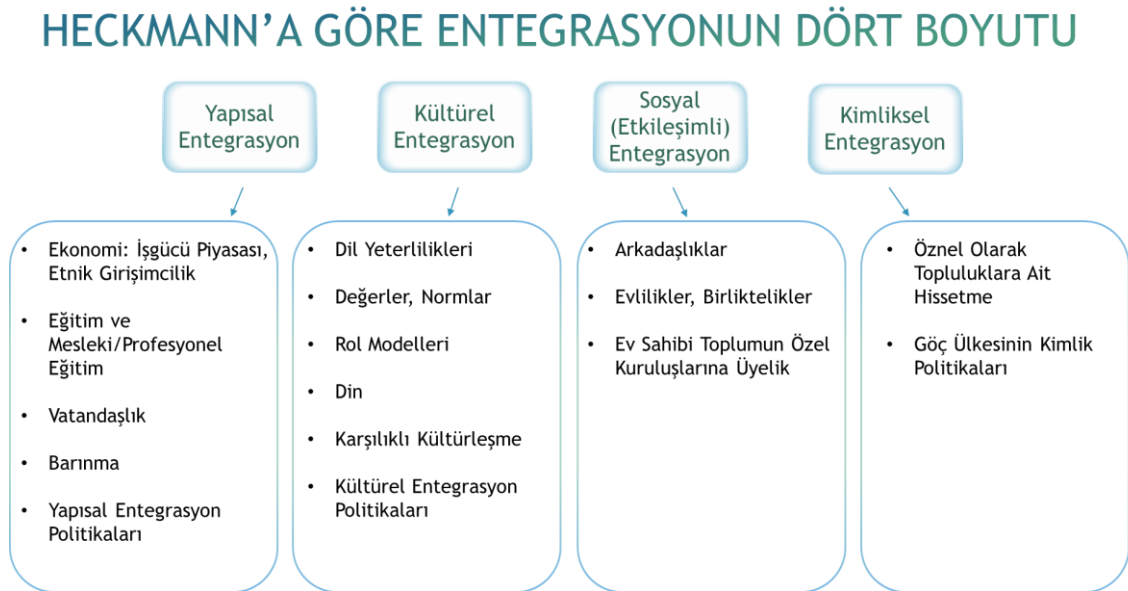 HECKMANN’A GÖRE ENTEGRASYONUN DÖRT BOYUTU
Yapısal
Entegrasyon
Kültürel
Entegrasyon
Sosyal
(Etkileşimli)
Entegrasyon
Kimliksel
Entegrasyon
• Ekonomi: İşgücü Piyasası,
Etnik Girişimcilik
• Eğitim ve
Mesleki/Profesyonel
Eğitim
• Vatandaşlık
• Barınma
• Yapısal Entegrasyon
Politikaları
• Dil Yeterlilikleri
• Değerler, Normlar
• Rol Modelleri
• Din
• Karşılıklı Kültürleşme
• Kültürel Entegrasyon
Politikaları
• Arkadaşlıklar
• Evlilikler, Birliktelikler
• Ev Sahibi Toplumun Özel
Kuruluşlarına Üyelik
• Öznel Olarak
Topluluklara Ait
Hissetme
• Göç Ülkesinin Kimlik
Politikaları